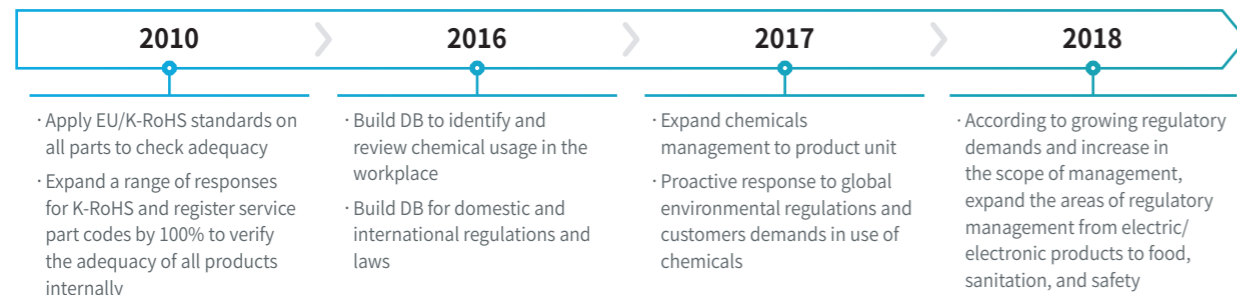 2010
· Apply EU/K-RoHS standards on
all parts to check adequacy
· Expand a range of responses
for K-RoHS and register service
part codes by 100% to verify
the adequacy of all products
internally
2016
· Build DB to identify and
review chemical usage in the
workplace
· Build DB for domestic and
international regulations and
laws
2017
· Expand chemicals
management to product unit
· Proactive response to global
environmental regulations and
customers demands in use of
chemicals
2018
· According to growing regulatory
demands and increase in
the scope of management,
expand the areas of regulatory
management from electric/
electronic products to food,
sanitation, and safety